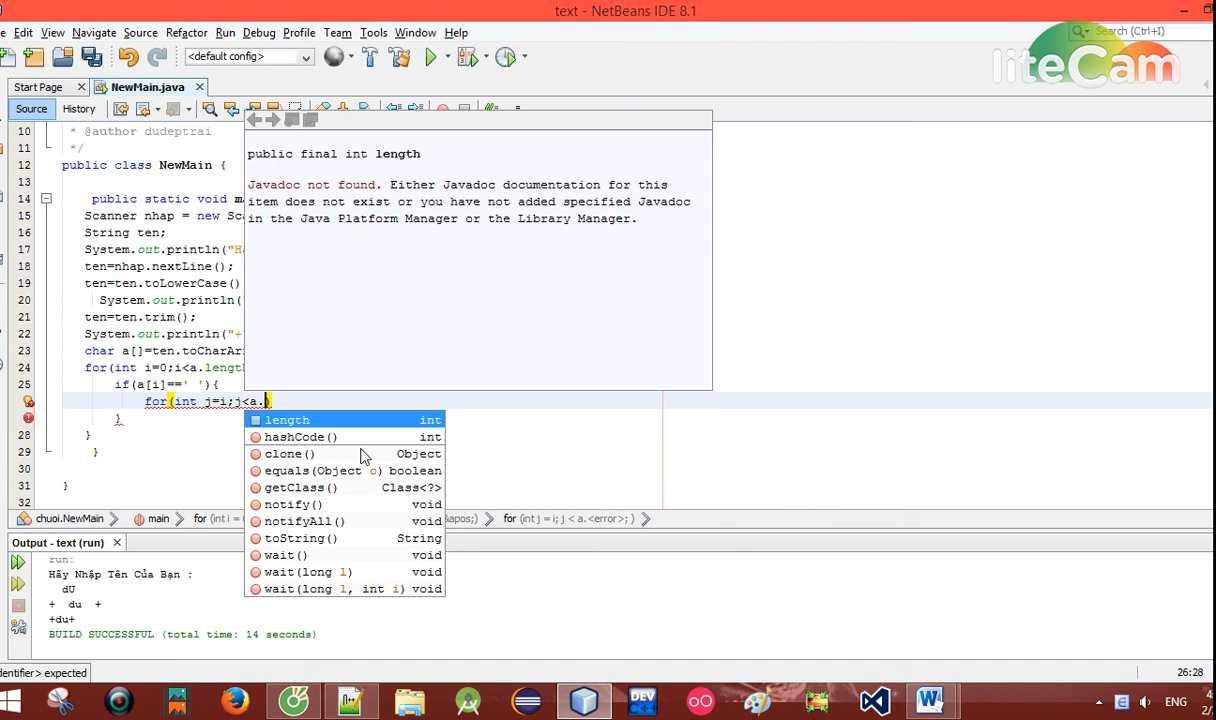 text - NetBeans IDE 8.1
e Edit View Navigate Source Refactor Run Debug Profile Team Tools Window Help
Search (Ctrl+I)
<default config>
liteCam
Start Page
NewMain.java
Source History
10 * @author dudeptrai
11 */
12 public class NewMain {
13
14 public static void
15 Scanner nhap = new
16 String ten;
17 System.out.println(
18 ten=nhap.nextLine();
19 ten=ten.toLowerCase()
20 System.out.println(
21 ten=ten.trim();
22 System.out.println("+
23 char a[]=ten.toCharArr
24 for(int i=0;i<a.length
25 if(a[i]==' '){
for(int j=i;j<a.)
}
28 }
29 }
30
31 }
32
public final int length
Javadoc not found. Either Javadoc documentation for this
item does not exist or you have not added specified Javadoc
in the Java Platform Manager or the Library Manager.
length int
hashCode() int
clone() Object
equals(Object o) boolean
getClass() Class<?>
notify() void
notifyAll() void
toString() String
wait() void
wait(long l) void
wait(long l, int i) void
chuoi.NewMain main for (int i = pos;) for (int j = i; j < a.<error>; )
Output - text (run)
run:
Hãy Nhập Tên Của Bạn :
dU
+ du +
+du+
BUILD SUCCESSFUL (total time: 14 seconds)
dentifier> expected
26:28
DEV
ENG